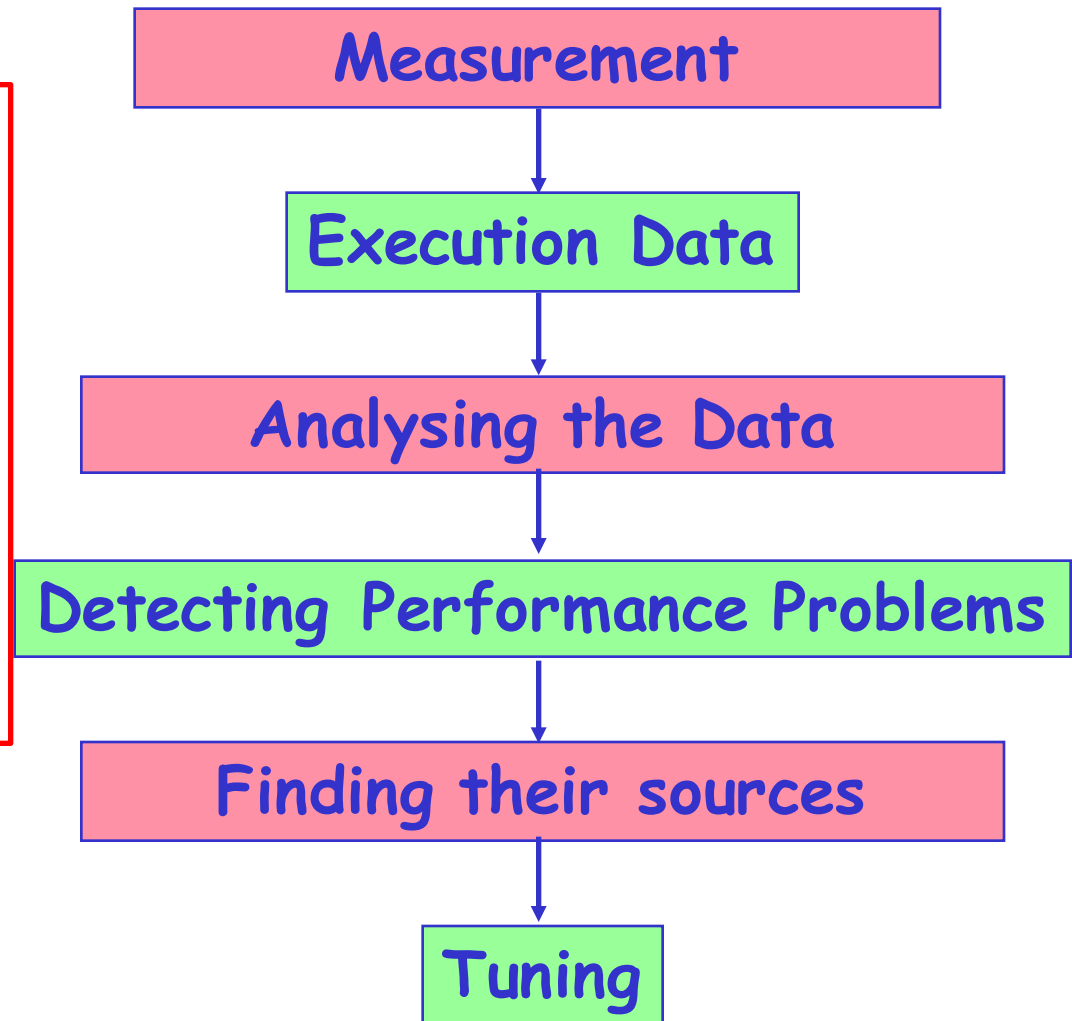 Measurement
Execution Data
Analysing the Data
Detecting Performance Problems
Finding their sources
Tuning